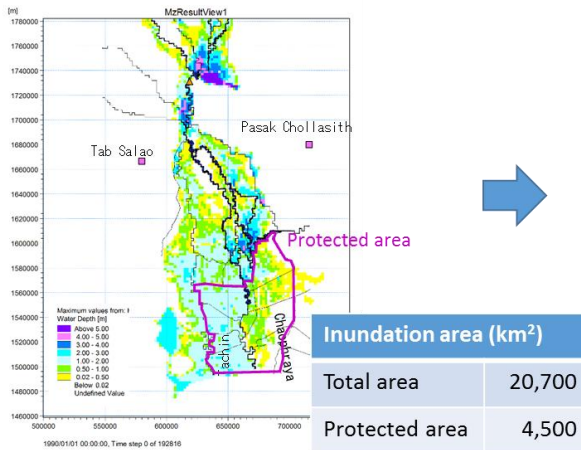 [m]
MzResultView1
1780000
1760000
1740000
1720000
1700000
1680000
1660000
1640000
1620000
1600000
1580000
1560000
1540000
1520000
1500000
1480000
1460000
Pasak Chollasith
Tab Salao
Protected area
Maximum values from: I
Water Depth [m]
Above 5.00
4.00 - 5.00
3.00 - 4.00
2.00 - 3.00
1.00 - 2.00
0.50 - 1.00
0.02 - 0.50
Below 0.02
Undefined Value
achin
Chaophraya
500000 550000 600000 650000 700000
1990/01/01 00:00:00, Time step 0 of 192816
Inundation area (km²)
Total area 20,700
Protected area 4,500